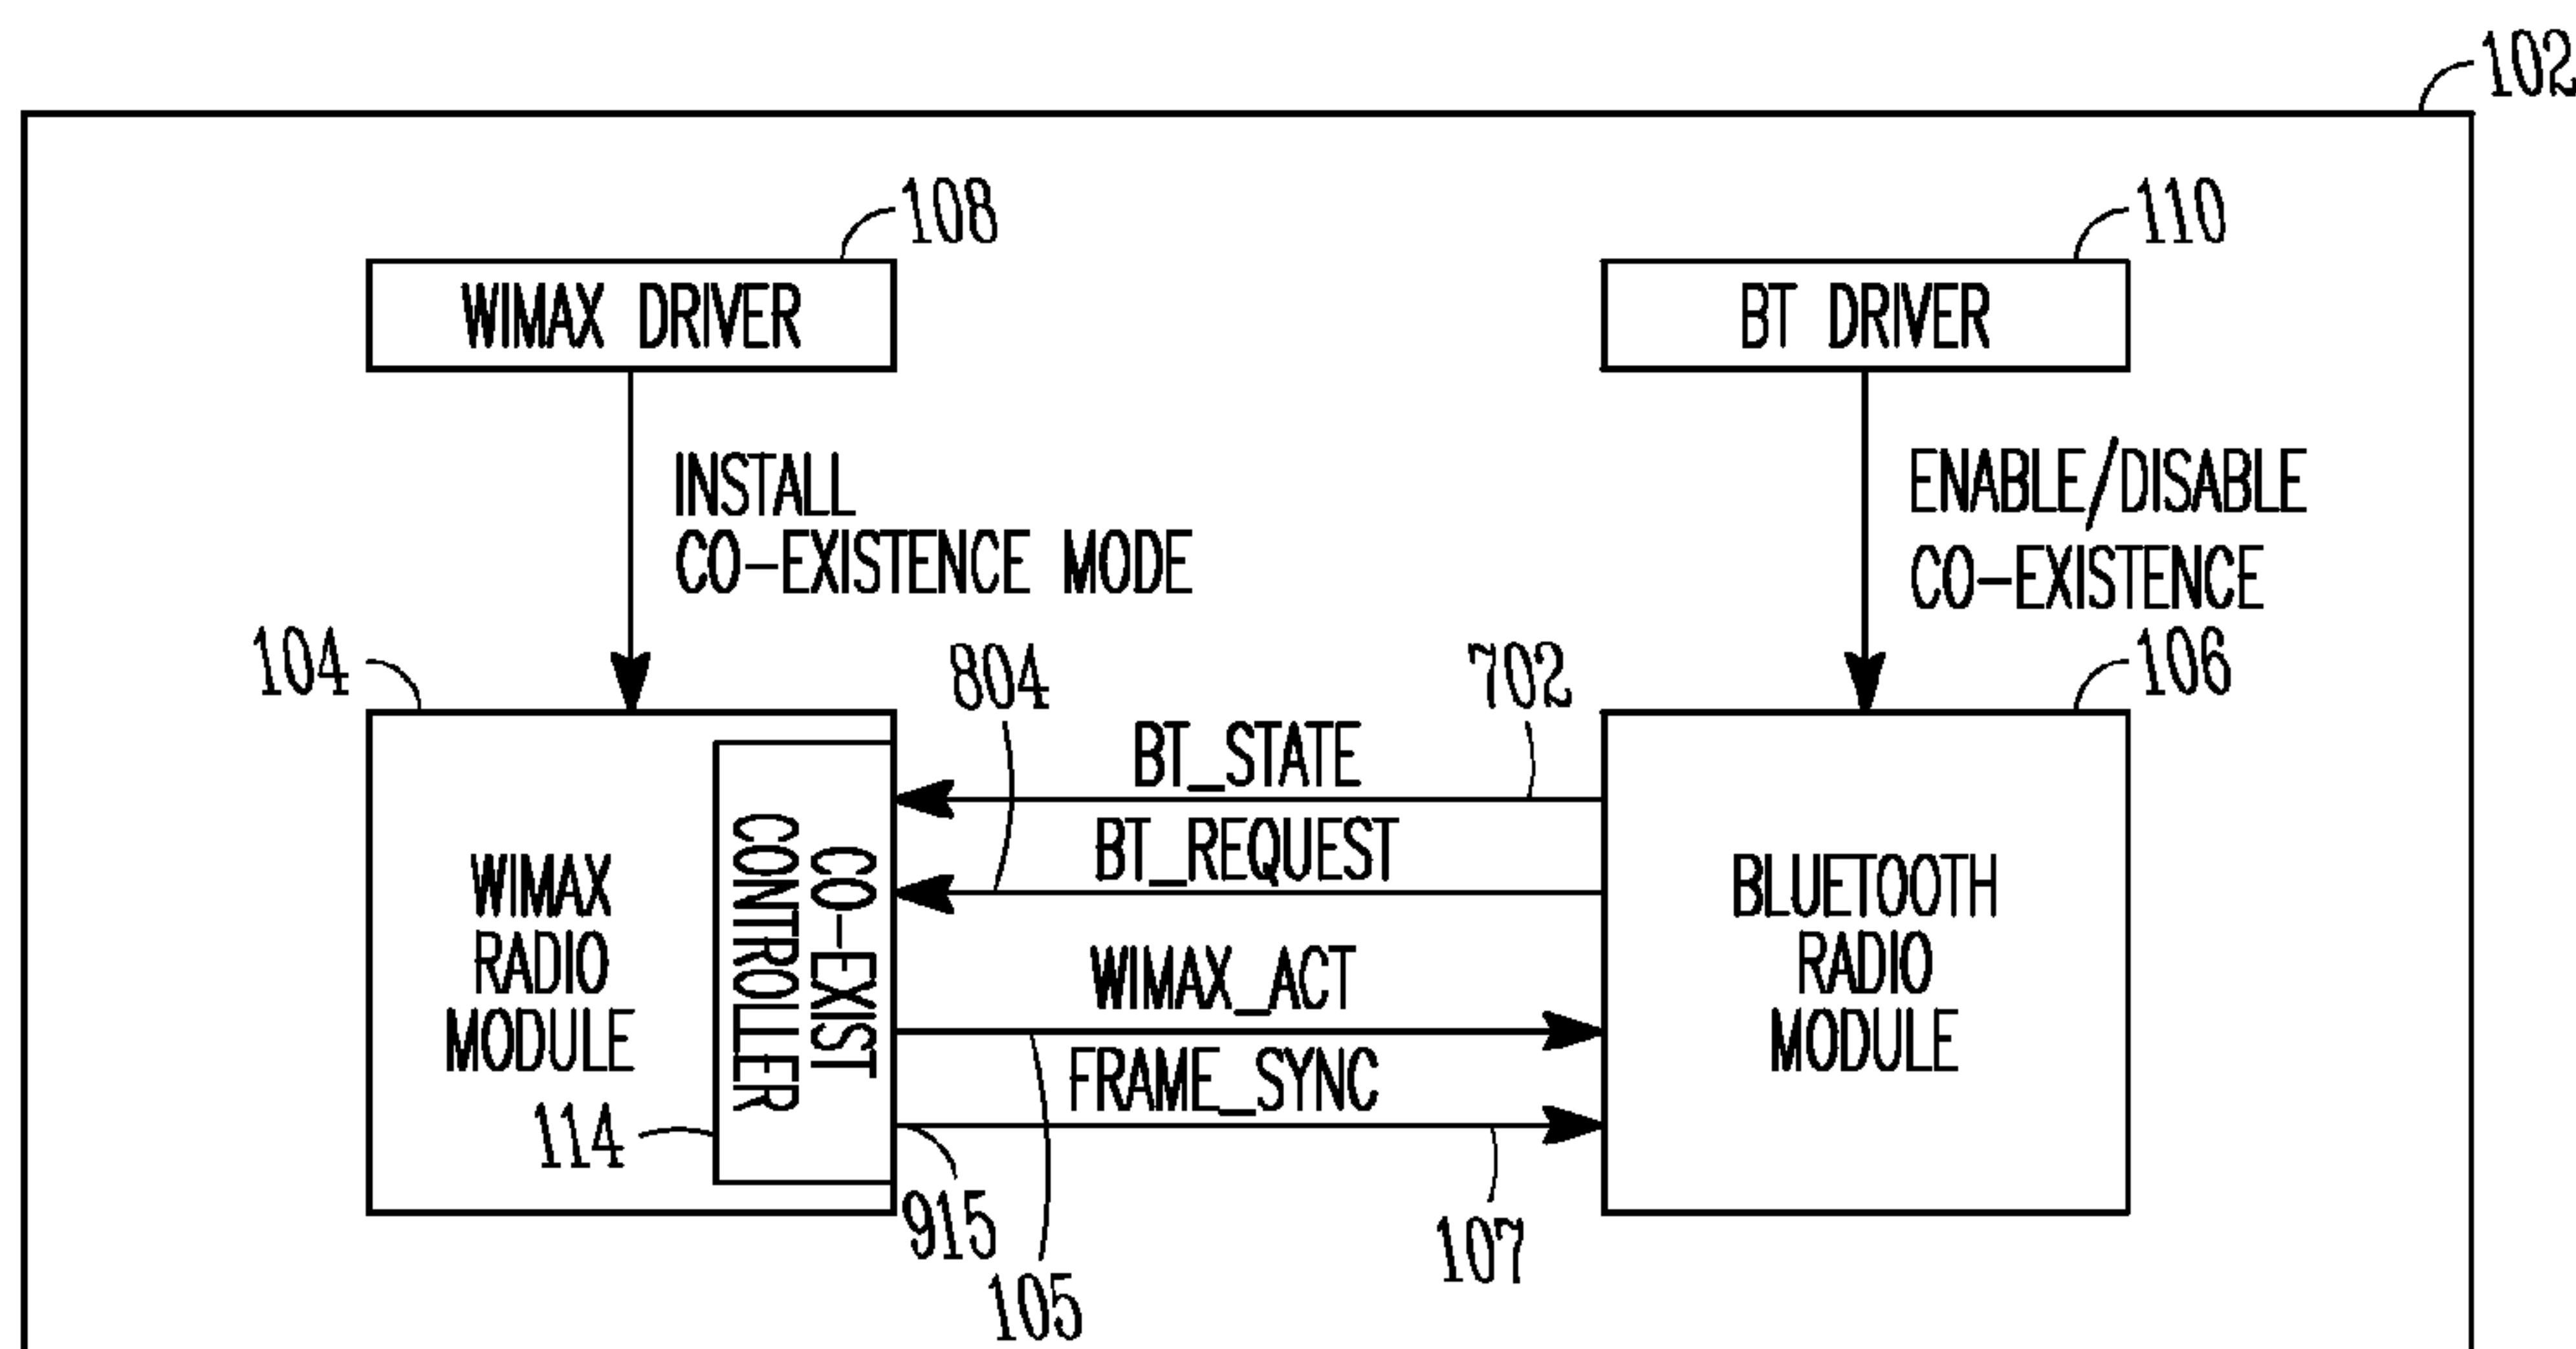 102
108
110
WIMAX DRIVER
BT DRIVER
INSTALL
CO-EXISTENCE MODE
ENABLE/DISABLE
CO-EXISTENCE
104
804
702
106
BT_STATE
BT_REQUEST
WIMAX_ACT
FRAME_SYNC
WIMAX
RADIO
MODULE
CO-EXIST
CONTROLLER
BLUETOOTH
RADIO
MODULE
114
915
105
107